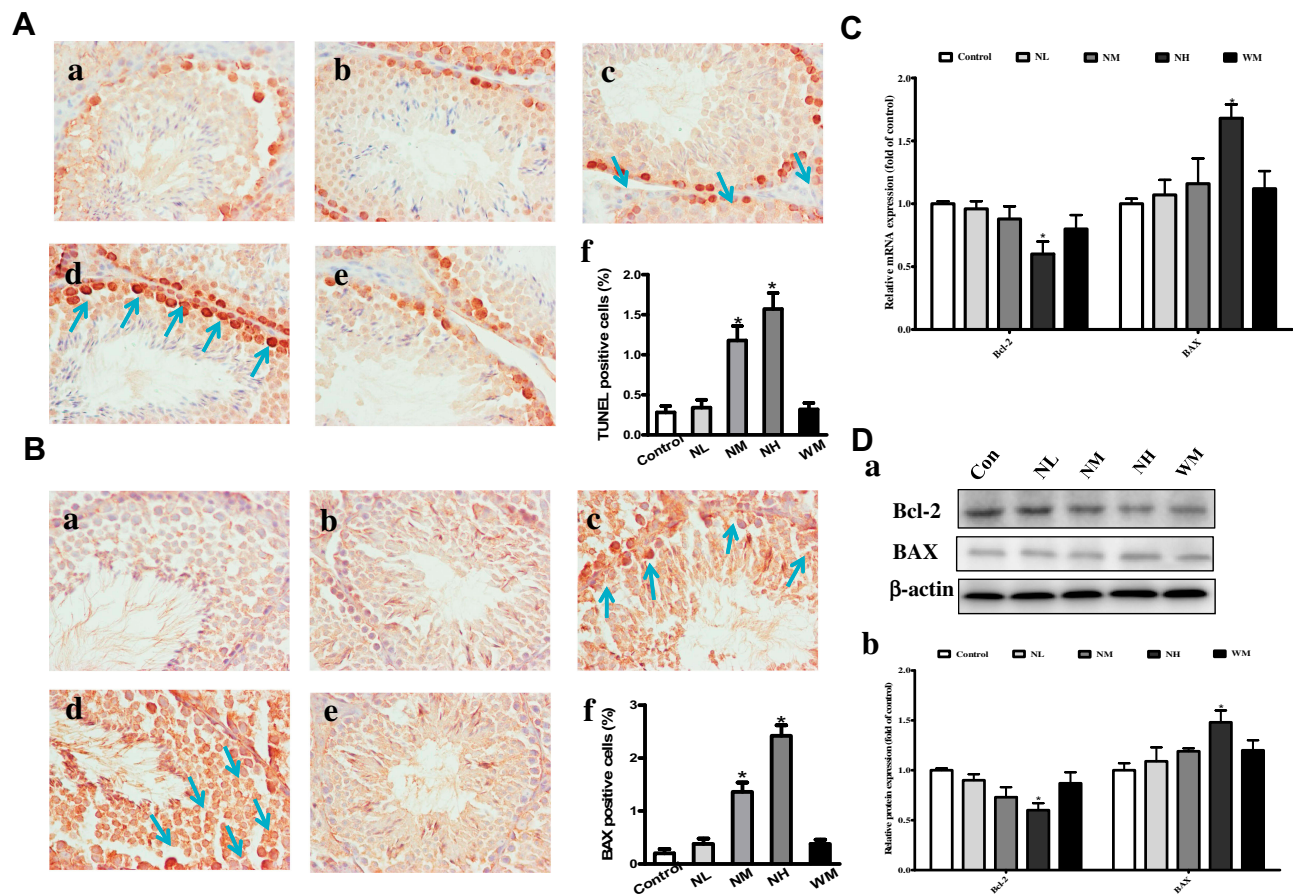 A
a
b
c
d
e
f
TUNEL positive cells (%)
2.0
1.5
1.0
0.5
0.0
*
*
Control
NL
NM
NH
WM
B
a
b
c
d
e
f
BAX positive cells (%)
3
2
1
0
*
*
Control
NL
NM
NH
WM
C
Control NL NM NH WM
Relative mRNA expression (fold of control)
2.0
1.5
1.0
0.5
0.0
*
*
Bcl-2
BAX
D
a
Con NL NM NH WM
Bcl-2
BAX
β-actin
b
Control NL NM NH WM
Relative protein expression (fold of control)
2.0
1.5
1.0
0.5
0.0
*
*
Bcl-2
BAX